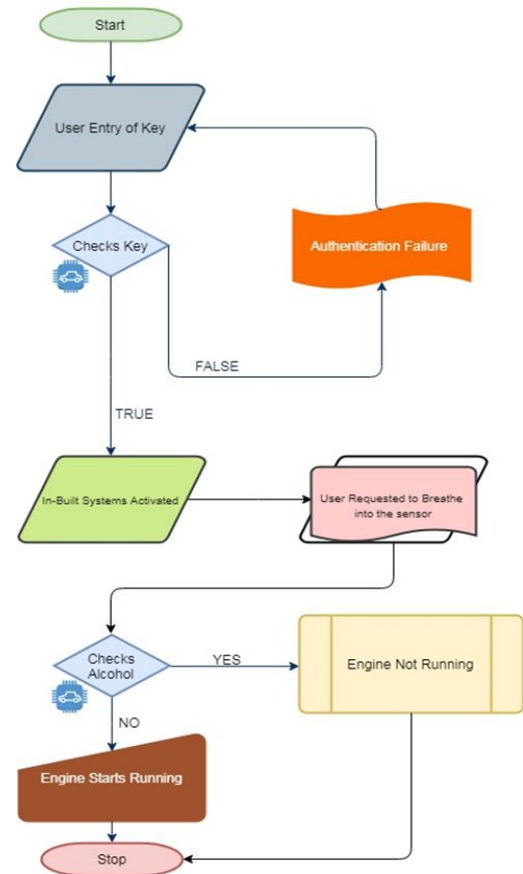 Start
User Entry of Key
Checks Key
Authentication Failure
FALSE
TRUE
In-Built Systems Activated
User Requested to Breathe
into the sensor
Checks
Alcohol
YES
Engine Not Running
NO
Engine Starts Running
Stop